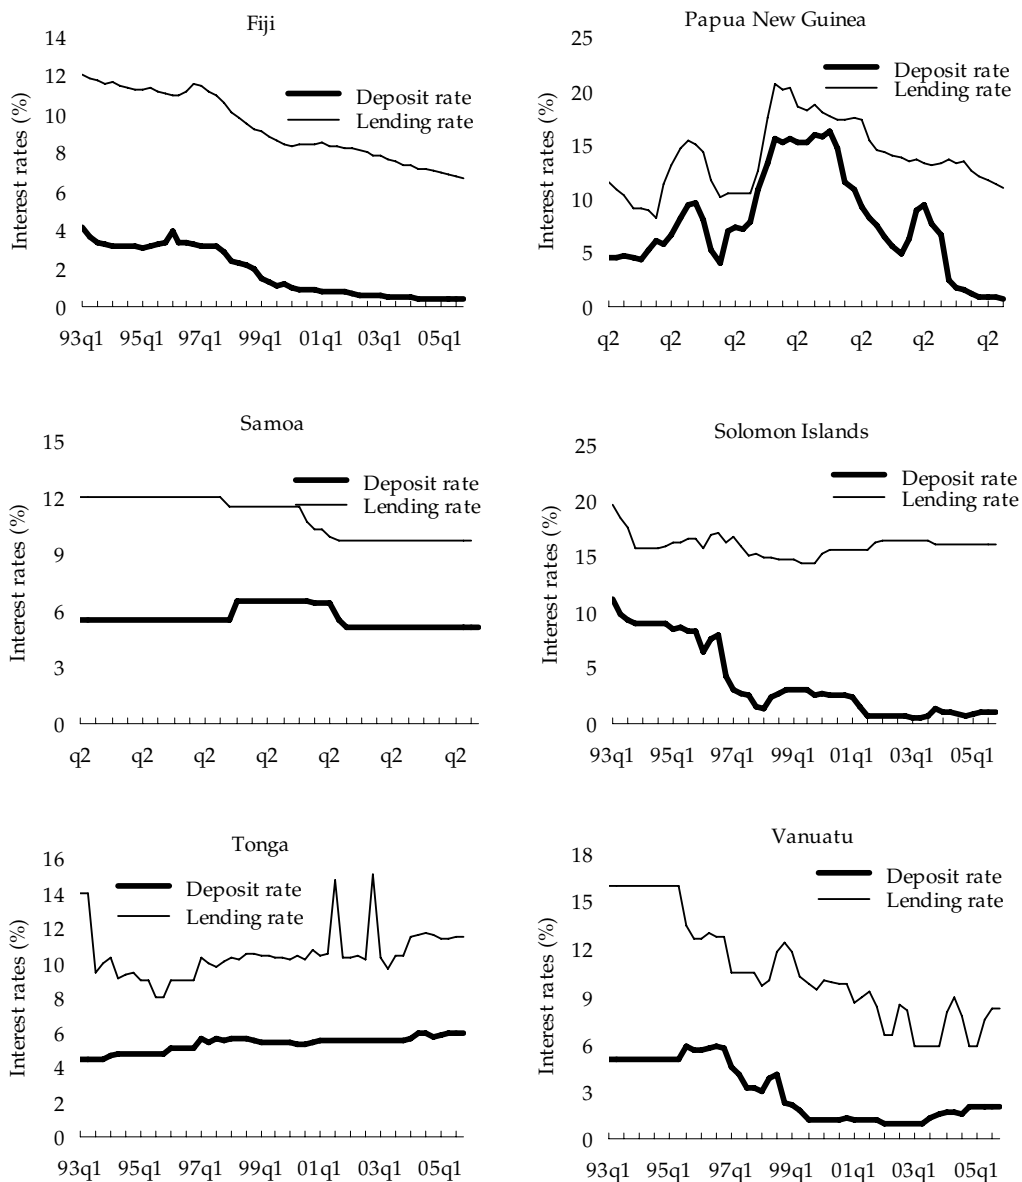 Fiji
14
12
10
8
6
4
2
0
Interest rates (%)
Deposit rate
Lending rate
93q1 95q1 97q1 99q1 01q1 03q1 05q1
Papua New Guinea
25
20
15
10
5
0
Interest rates (%)
Deposit rate
Lending rate
q2 q2 q2 q2 q2 q2 q2
Samoa
15
12
9
6
3
0
Interest rates (%)
Deposit rate
Lending rate
q2 q2 q2 q2 q2 q2 q2
Solomon Islands
25
20
15
10
5
0
Interest rates (%)
Deposit rate
Lending rate
93q1 95q1 97q1 99q1 01q1 03q1 05q1
Tonga
16
14
12
10
8
6
4
2
0
Interest rates (%)
Deposit rate
Lending rate
93q1 95q1 97q1 99q1 01q1 03q1 05q1
Vanuatu
18
15
12
9
6
3
0
Interest rates (%)
Deposit rate
Lending rate
93q1 95q1 97q1 99q1 01q1 03q1 05q1